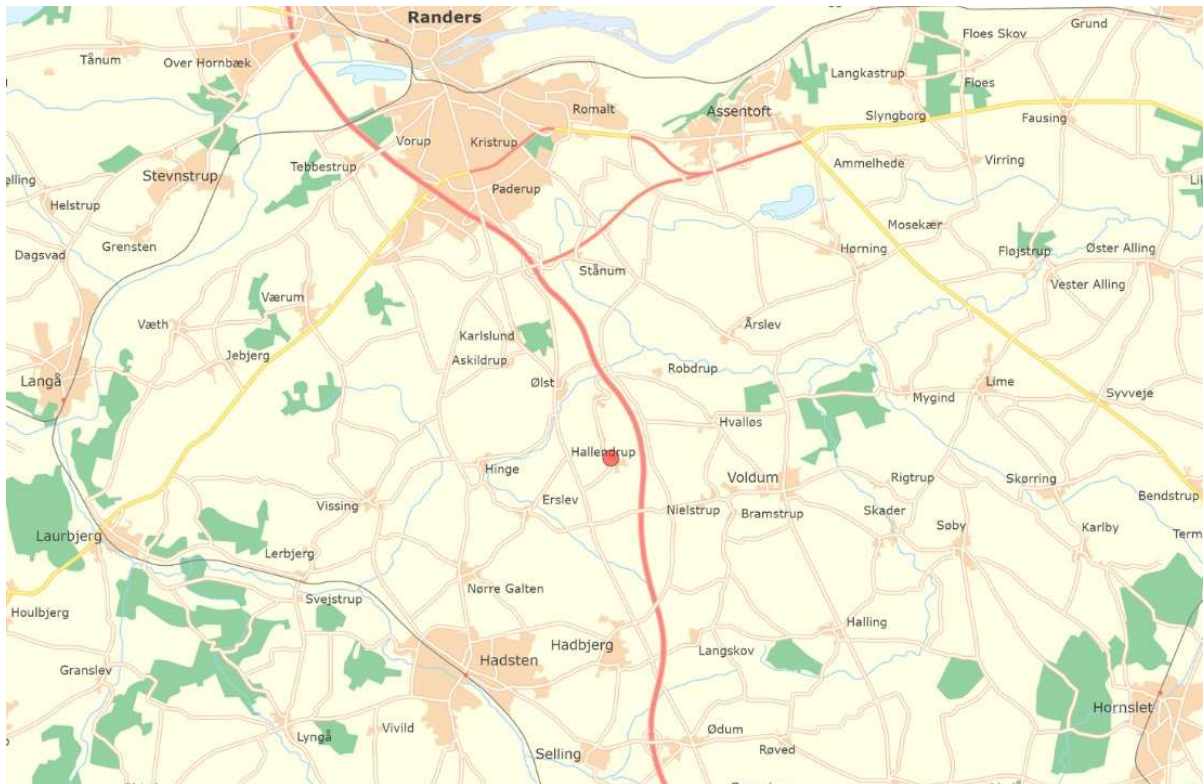 Randers
Grund
Floes Skov
Tånum
Over Hornbæk
Langkastrup
Floes
Romalt
Assentoft
Slyngborg
Fausing
Vorup
Kristrup
Tebbestrup
Ammelhede
Virring
Stevnstrup
Paderup
Helstrup
Mosekær
Grensten
Hørning
Fløjstrup
Øster Alling
Dagsvad
Stånum
Vester Alling
Værum
Væth
Karlslund
Årslev
Jebjerg
Askildrup
Robdrup
Langå
Ølst
Lime
Mygind
Syvveje
Hvalløs
Hallendrup
Hinge
Voldum
Rigtrup
Skørring
Bendstrup
Vissing
Erslev
Nielstrup
Bramstrup
Skader
Søby
Karlby
Laurbjerg
Lerbjerg
Nørre Galten
Svejstrup
Houlbjerg
Halling
Hadbjerg
Langskov
Hadsten
Granslev
Hornslet
Vivild
Lyngå
Ødum
Selling
Røved